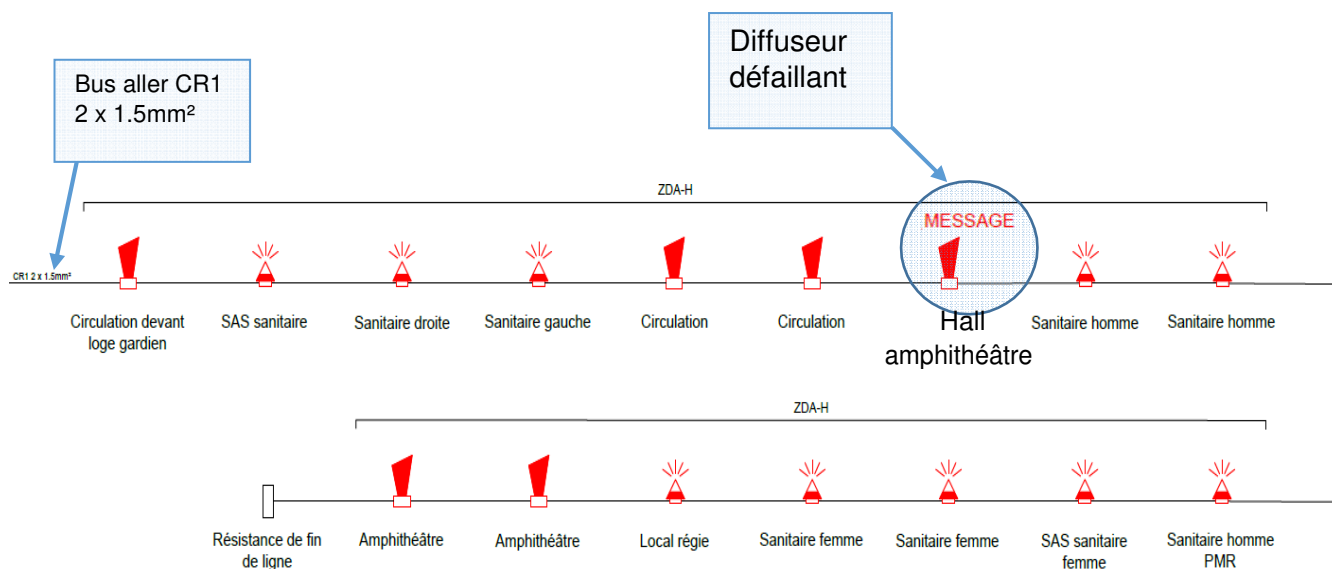 Diffuseur
défaillant
Bus aller CR1
2 x 1.5mm²
ZDA-H
MESSAGE
CR1 2 x 1.5mm²
Circulation devant
loge gardien
SAS sanitaire
Sanitaire droite
Sanitaire gauche
Circulation
Circulation
Hall
amphithéâtre
Sanitaire homme
Sanitaire homme
ZDA-H
Résistance de fin
de ligne
Amphithéâtre
Amphithéâtre
Local régie
Sanitaire femme
Sanitaire femme
SAS sanitaire
femme
Sanitaire homme
PMR